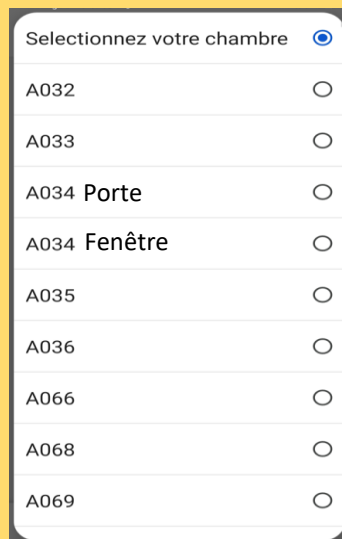 Selectionnez votre chambre
A032
A033
A034 Porte
A034 Fenêtre
A035
A036
A066
A068
A069